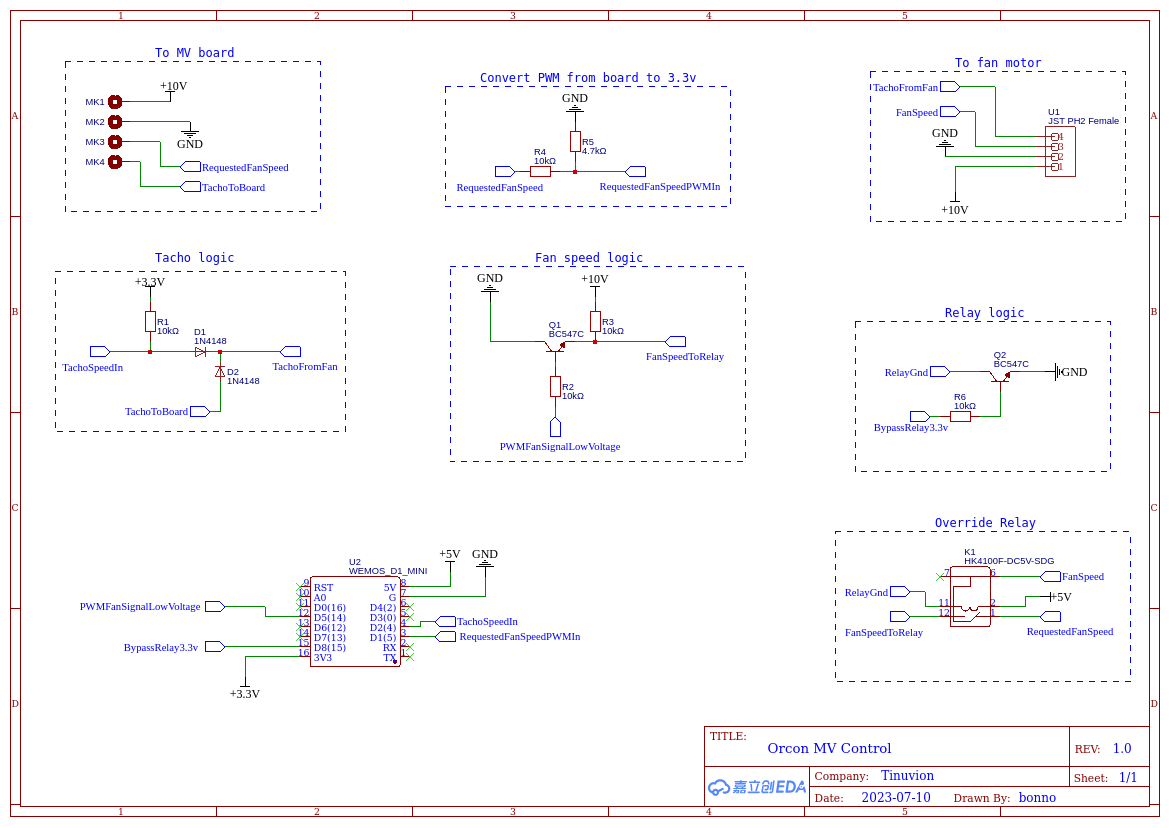 1 2 3 4 5
A
B
C
D
A
B
C
D
1 2 3 4 5
To MV board
+10V
MK1
MK2
MK3
MK4
GND
RequestedFanSpeed
TachoToBoard
Convert PWM from board to 3.3v
GND
R5
4.7kΩ
R4
10kΩ
RequestedFanSpeed
RequestedFanSpeedPWMIn
To fan motor
TachoFromFan
FanSpeed
GND
U1
JST PH2 Female
4
3
2
1
+10V
Tacho logic
+3.3V
R1
10kΩ
D1
1N4148
TachoSpeedIn
TachoFromFan
D2
1N4148
TachoToBoard
Fan speed logic
GND
+10V
Q1
BC547C
R3
10kΩ
FanSpeedToRelay
R2
10kΩ
PWMFanSignalLowVoltage
Relay logic
Q2
BC547C
RelayGnd
GND
R6
10kΩ
BypassRelay3.3v
Override Relay
K1
HK4100F-DC5V-SDG
7 6
FanSpeed
RelayGnd
11 2
+5V
12 1
FanSpeedToRelay
RequestedFanSpeed
+5V
GND
U2
WEMOS_D1_MINI
9 RST 5V 8
10 A0 G 7
11 D0(16) D4(2) 6
12 D5(14) D3(0) 5
13 D6(12) D2(4) 4
14 D7(13) D1(5) 3
15 D8(15) RX 2
16 3V3 TX 1
PWMFanSignalLowVoltage
TachoSpeedIn
RequestedFanSpeedPWMIn
BypassRelay3.3v
+3.3V
TITLE:
Orcon MV Control
REV: 1.0
嘉立创EDA
Company: Tinuvion
Sheet: 1/1
Date: 2023-07-10 Drawn By: bonno